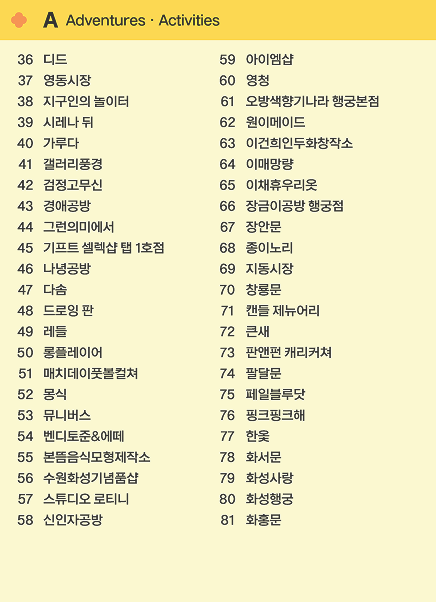 A Adventures · Activities
36 디드
37 영동시장
38 지구인의 놀이터
39 시레나 뒤
40 가루다
41 갤러리풍경
42 검정고무신
43 경애공방
44 그런의미에서
45 기프트 셀렉샵 탭 1호점
46 나녕공방
47 다솜
48 드로잉 판
49 레들
50 롱플레이어
51 매치데이풋볼컬쳐
52 몽식
53 뮤니버스
54 벤디토준&에떼
55 본뜸음식모형제작소
56 수원화성기념품샵
57 스튜디오 로티니
58 신인자공방
59 아이엠샵
60 영청
61 오방색향기나라 행궁본점
62 원이메이드
63 이건희인두화창작소
64 이매망량
65 이채휴우리옷
66 장금이공방 행궁점
67 장안문
68 종이노리
69 지동시장
70 창룡문
71 캔들 제뉴어리
72 큰새
73 판앤펀 캐리커쳐
74 팔달문
75 페일블루닷
76 핑크핑크해
77 한옻
78 화서문
79 화성사랑
80 화성행궁
81 화홍문